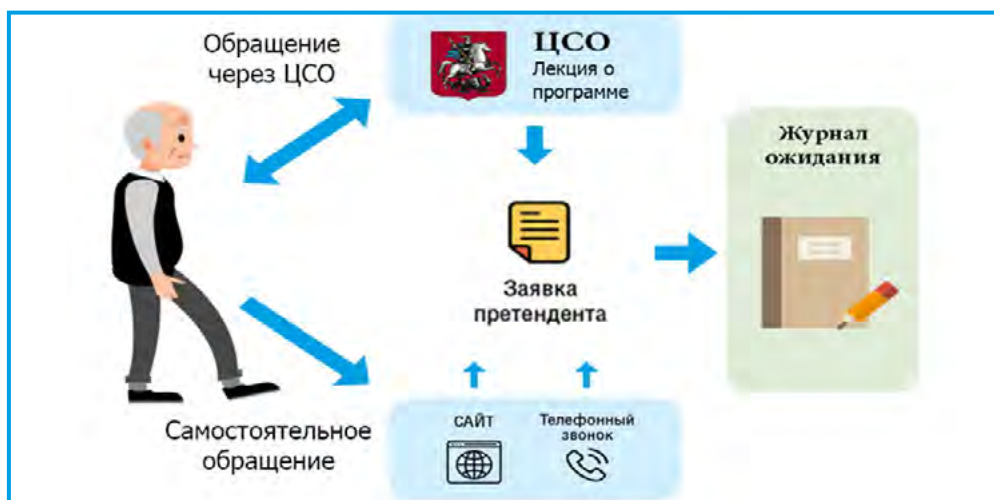 Обращение
через ЦСО
ЦСО
Лекция о
программе
Журнал
ожидания
Заявка
претендента
Самостоятельное
обращение
САЙТ
Телефонный
звонок